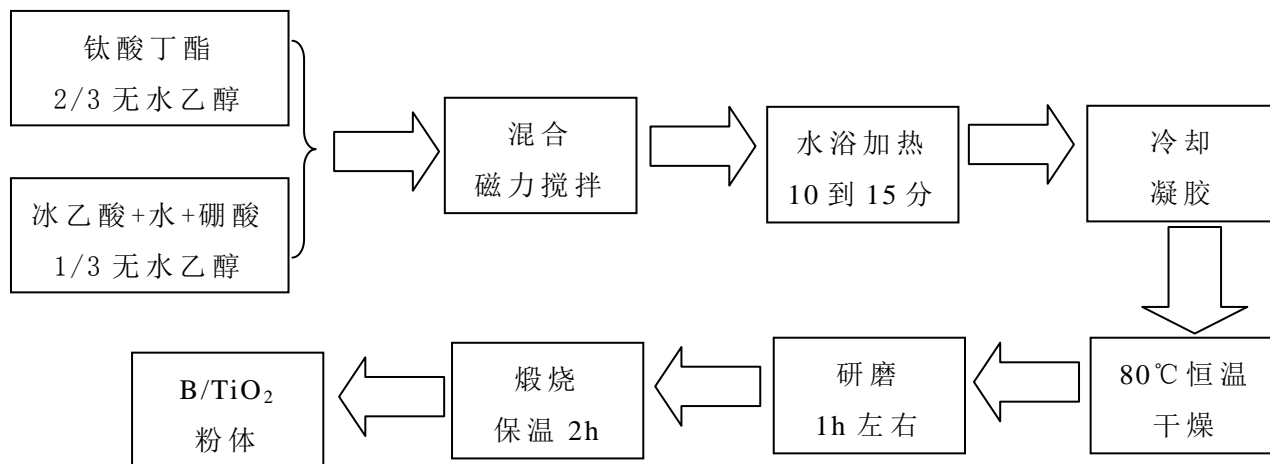 钛酸丁酯
2/3 无水乙醇
冰乙酸+水+硼酸
1/3 无水乙醇
混合
磁力搅拌
水浴加热
10 到 15 分
冷却
凝胶
80℃恒温
干燥
研磨
1h 左右
煅烧
保温 2h
B/TiO₂
粉体